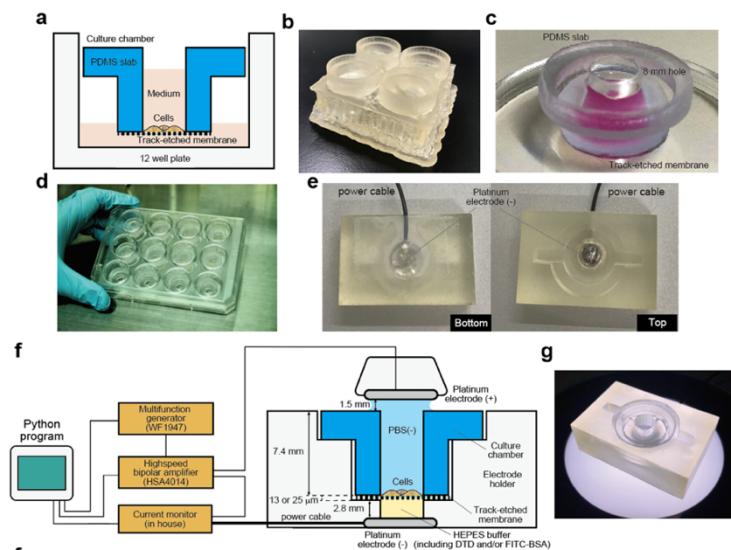 a
Culture chamber
PDMS slab
Medium
Cells
Track-etched membrane
12 well plate
b
c
PDMS slab
8 mm hole
Track-etched membrane
d
e
power cable
power cable
Platinum
electrode (-)
Bottom
Top
f
Python
program
Multifunction
generator
(WF1947)
Highspeed
bipolar amplifier
(HSA4014)
Current monitor
(in house)
1.5 mm
Platinum
electrode (+)
PBS(-)
7.4 mm
Culture
chamber
Cells
Electrode
holder
13 or 25 µm
2.8 mm
Track-etched
membrane
power cable
Platinum
electrode (-)
HEPES buffer
(including DTD and/or FITC-BSA)
g